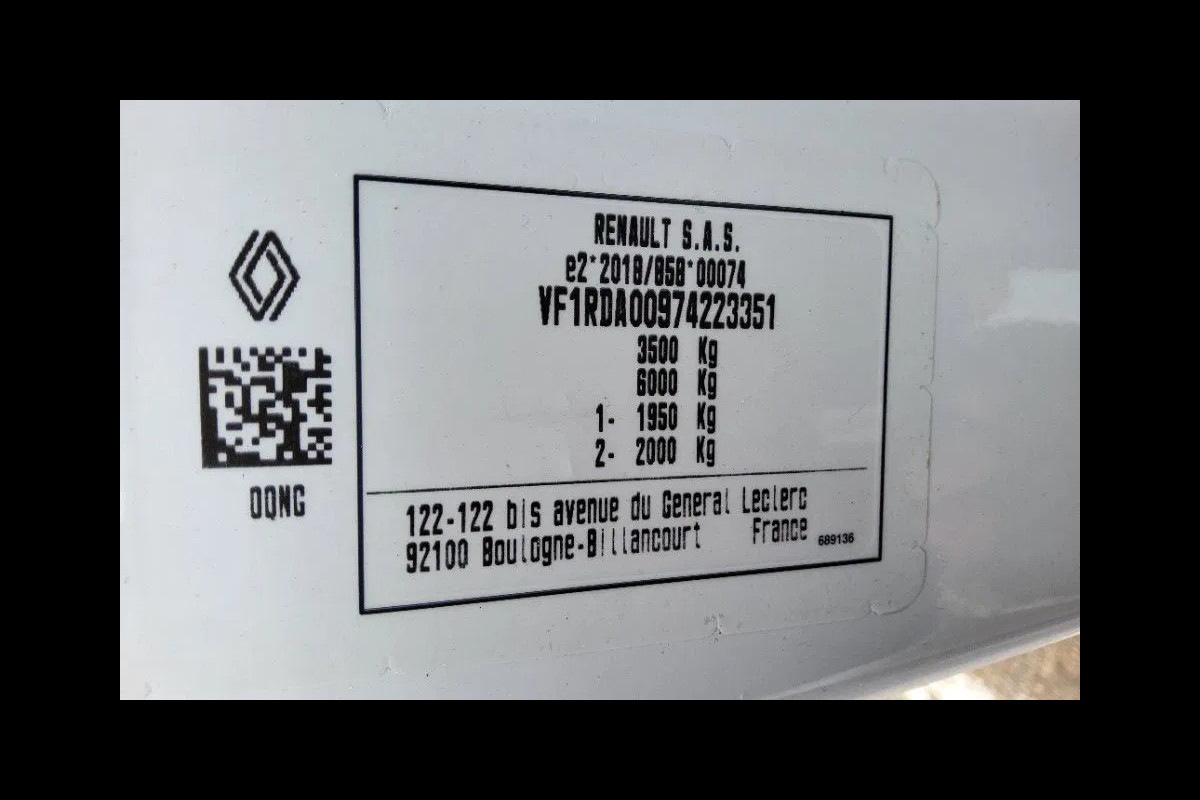 RENAULT S.A.S.
e2*2018/858*00074
VF1RDA00974223351
3500 Kg
6000 Kg
1- 1950 Kg
2- 2000 Kg
122-122 bis avenue du General Leclerc
92100 Boulogne-Billancourt France
689136
OQNG